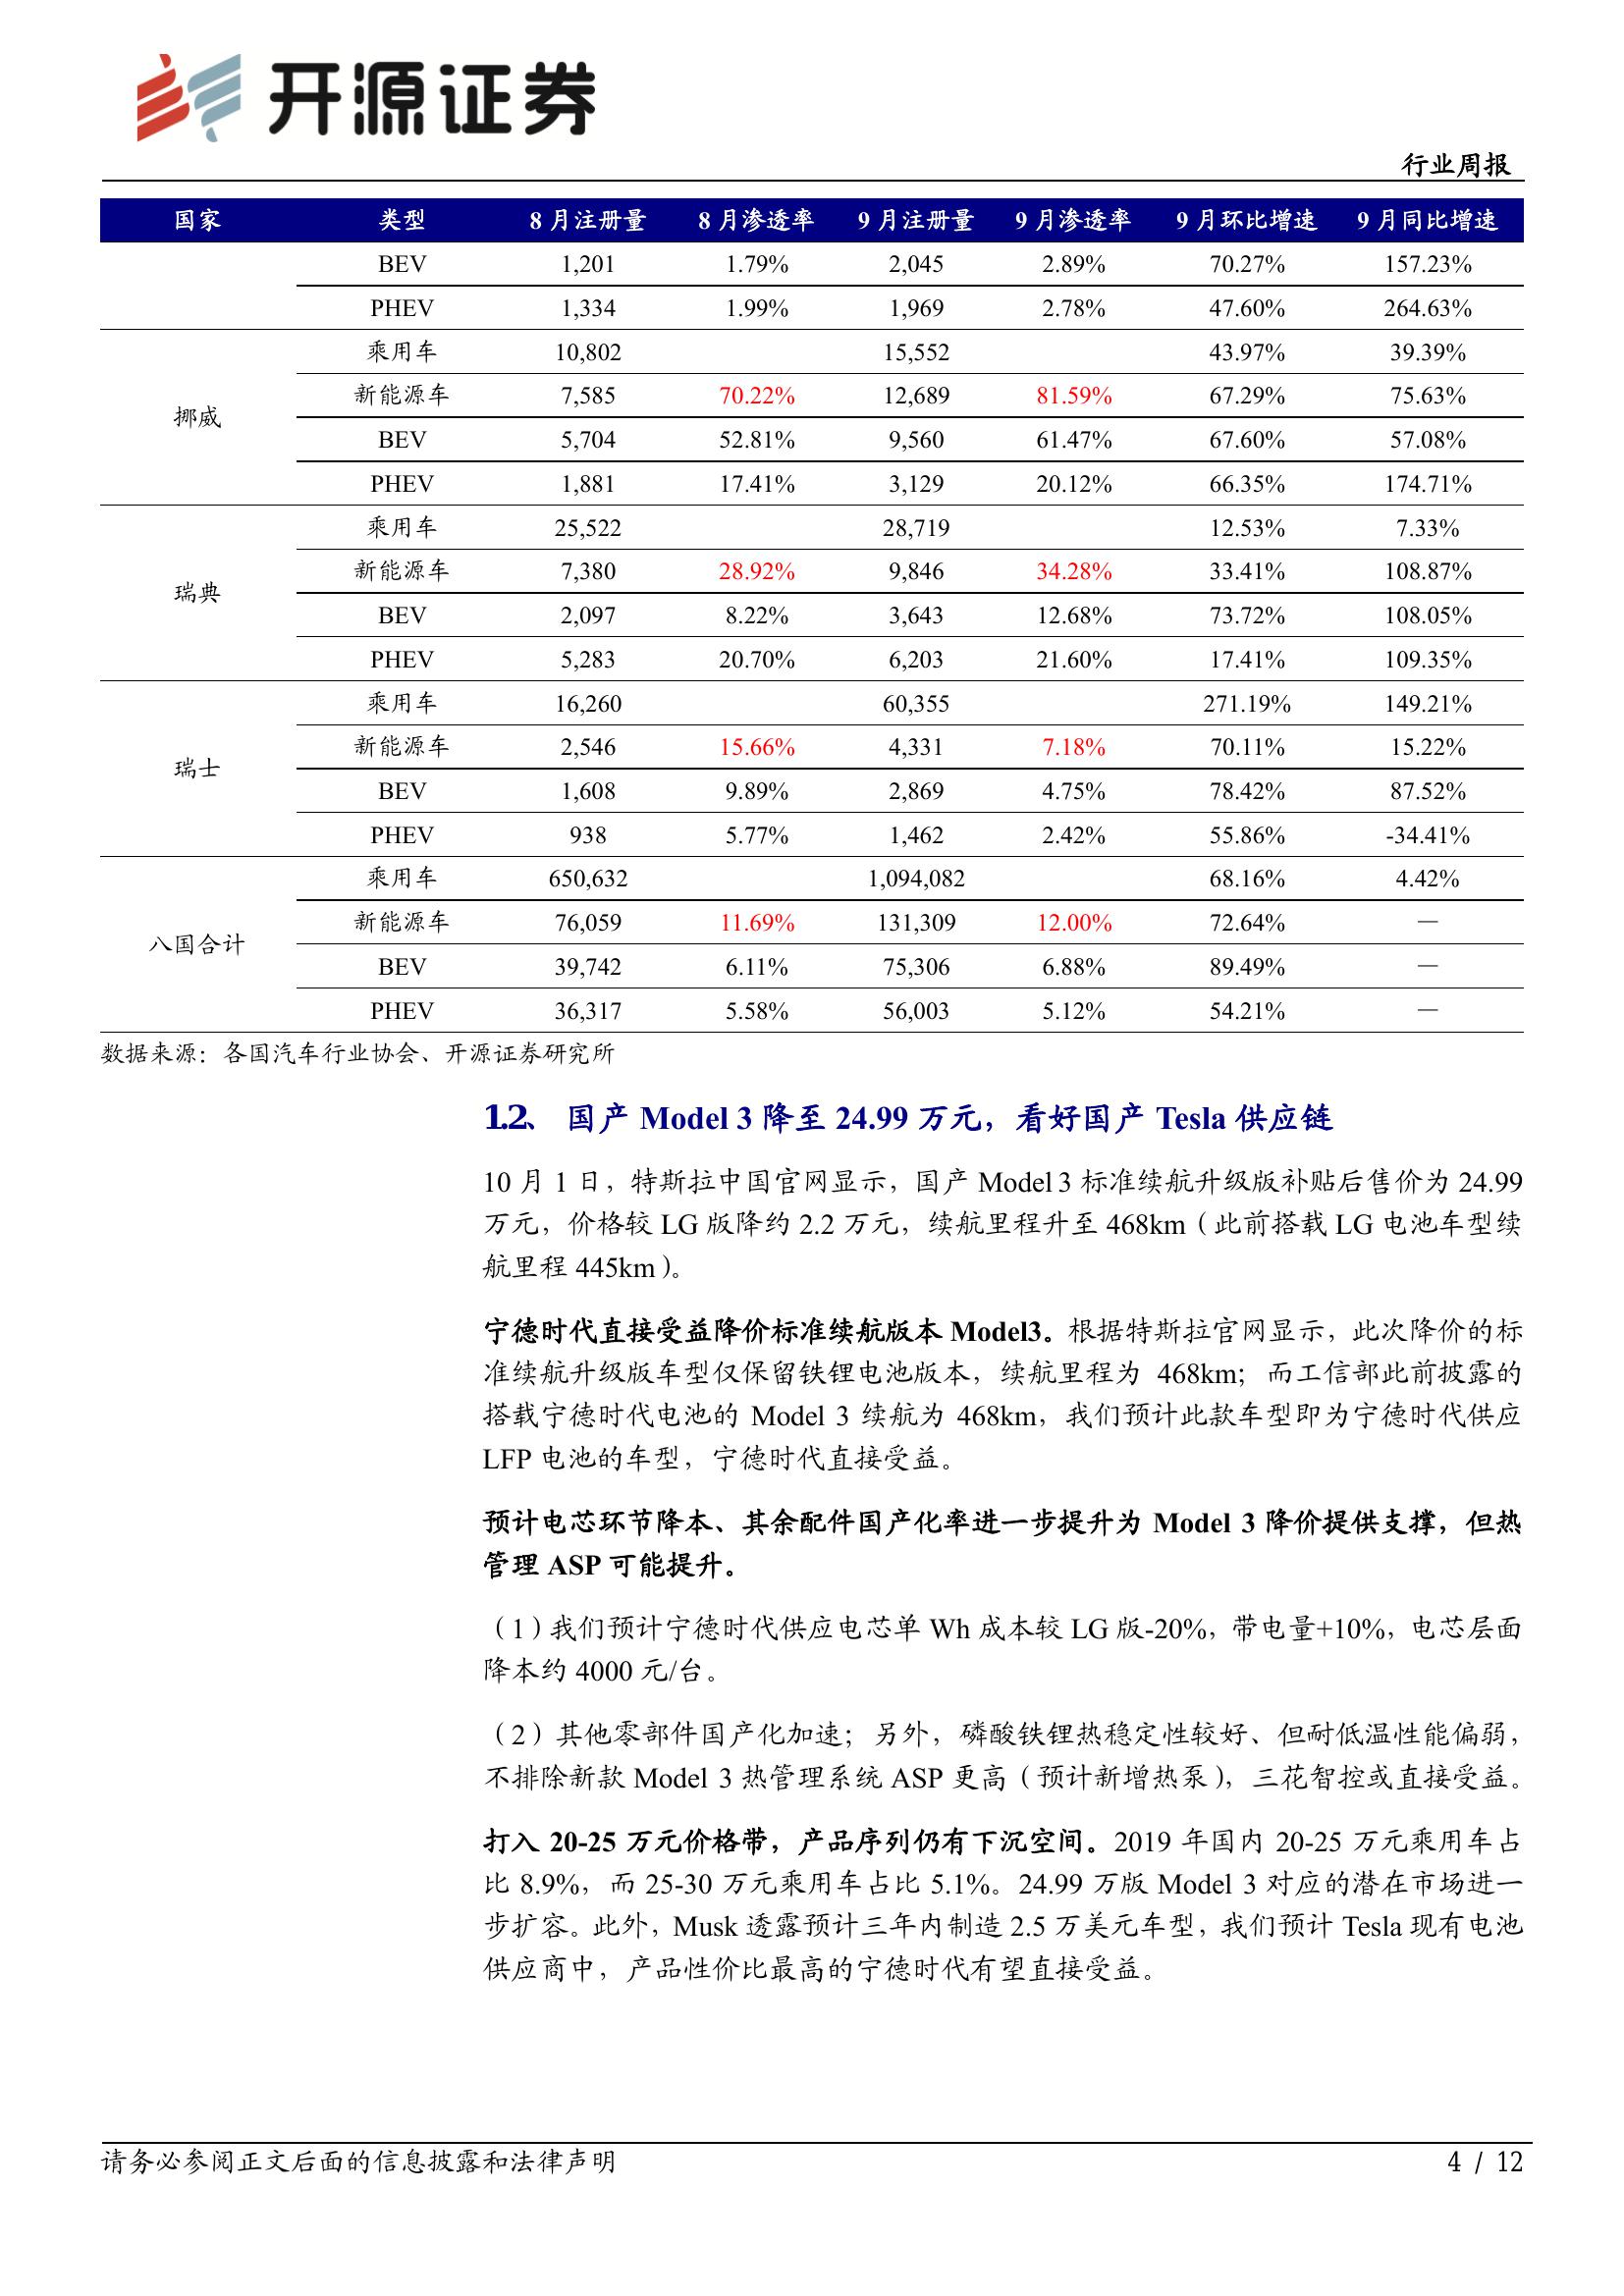 开源证券
行业周报
国家 类型 8 月注册量 8 月渗透率 9 月注册量 9 月渗透率 9 月环比增速 9 月同比增速
BEV 1,201 1.79% 2,045 2.89% 70.27% 157.23%
PHEV 1,334 1.99% 1,969 2.78% 47.60% 264.63%
挪威
乘用车 10,802 15,552 43.97% 39.39%
新能源车 7,585 70.22% 12,689 81.59% 67.29% 75.63%
BEV 5,704 52.81% 9,560 61.47% 67.60% 57.08%
PHEV 1,881 17.41% 3,129 20.12% 66.35% 174.71%
瑞典
乘用车 25,522 28,719 12.53% 7.33%
新能源车 7,380 28.92% 9,846 34.28% 33.41% 108.87%
BEV 2,097 8.22% 3,643 12.68% 73.72% 108.05%
PHEV 5,283 20.70% 6,203 21.60% 17.41% 109.35%
瑞士
乘用车 16,260 60,355 271.19% 149.21%
新能源车 2,546 15.66% 4,331 7.18% 70.11% 15.22%
BEV 1,608 9.89% 2,869 4.75% 78.42% 87.52%
PHEV 938 5.77% 1,462 2.42% 55.86% -34.41%
八国合计
乘用车 650,632 1,094,082 68.16% 4.42%
新能源车 76,059 11.69% 131,309 12.00% 72.64% —
BEV 39,742 6.11% 75,306 6.88% 89.49% —
PHEV 36,317 5.58% 56,003 5.12% 54.21% —
数据来源：各国汽车行业协会、开源证券研究所
1.2、 国产 Model 3 降至 24.99 万元，看好国产 Tesla 供应链
10 月 1 日，特斯拉中国官网显示，国产 Model 3 标准续航升级版补贴后售价为 24.99
万元，价格较 LG 版降约 2.2 万元，续航里程升至 468km（此前搭载 LG 电池车型续
航里程 445km）。
宁德时代直接受益降价标准续航版本 Model3。根据特斯拉官网显示，此次降价的标
准续航升级版车型仅保留铁锂电池版本，续航里程为 468km；而工信部此前披露的
搭载宁德时代电池的 Model 3 续航为 468km，我们预计此款车型即为宁德时代供应
LFP 电池的车型，宁德时代直接受益。
预计电芯环节降本、其余配件国产化率进一步提升为 Model 3 降价提供支撑，但热
管理 ASP 可能提升。
（1）我们预计宁德时代供应电芯单 Wh 成本较 LG 版-20%，带电量+10%，电芯层面
降本约 4000 元/台。
（2）其他零部件国产化加速；另外，磷酸铁锂热稳定性较好、但耐低温性能偏弱，
不排除新款 Model 3 热管理系统 ASP 更高（预计新增热泵），三花智控或直接受益。
打入 20-25 万元价格带，产品序列仍有下沉空间。2019 年国内 20-25 万元乘用车占
比 8.9%，而 25-30 万元乘用车占比 5.1%。24.99 万版 Model 3 对应的潜在市场进一
步扩容。此外，Musk 透露预计三年内制造 2.5 万美元车型，我们预计 Tesla 现有电池
供应商中，产品性价比最高的宁德时代有望直接受益。
请务必参阅正文后面的信息披露和法律声明 4 / 12